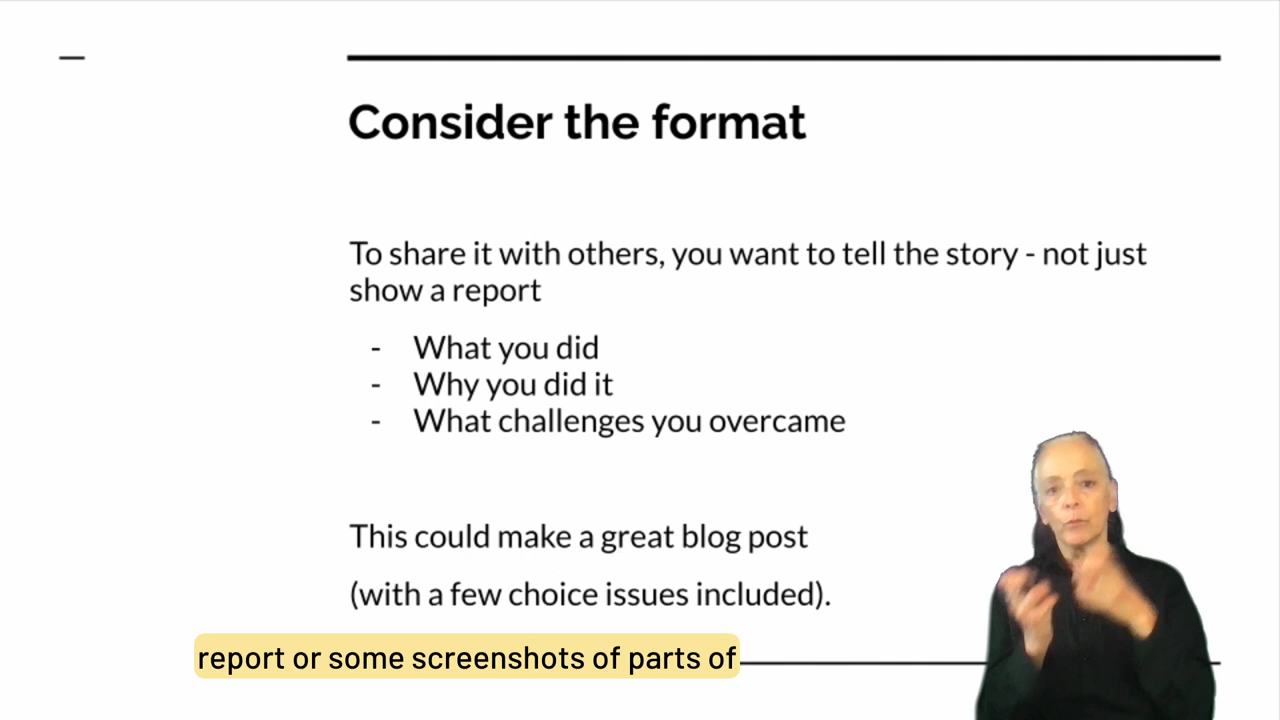 Consider the format
To share it with others, you want to tell the story - not just
show a report
- What you did
- Why you did it
- What challenges you overcame
This could make a great blog post
(with a few choice issues included).
report or some screenshots of parts of